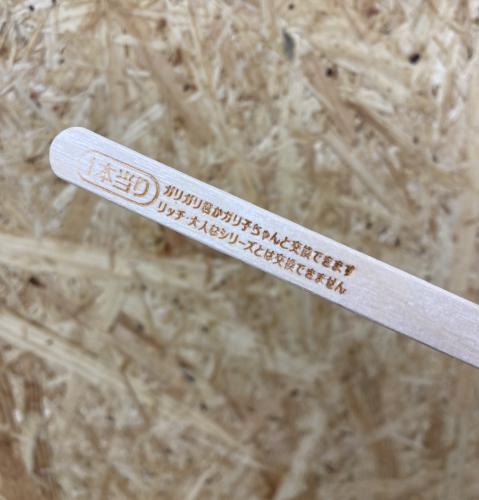 1本当り
ガリガリ君かガリ子ちゃんと交換できます
リッチ・大人なシリーズとは交換できません